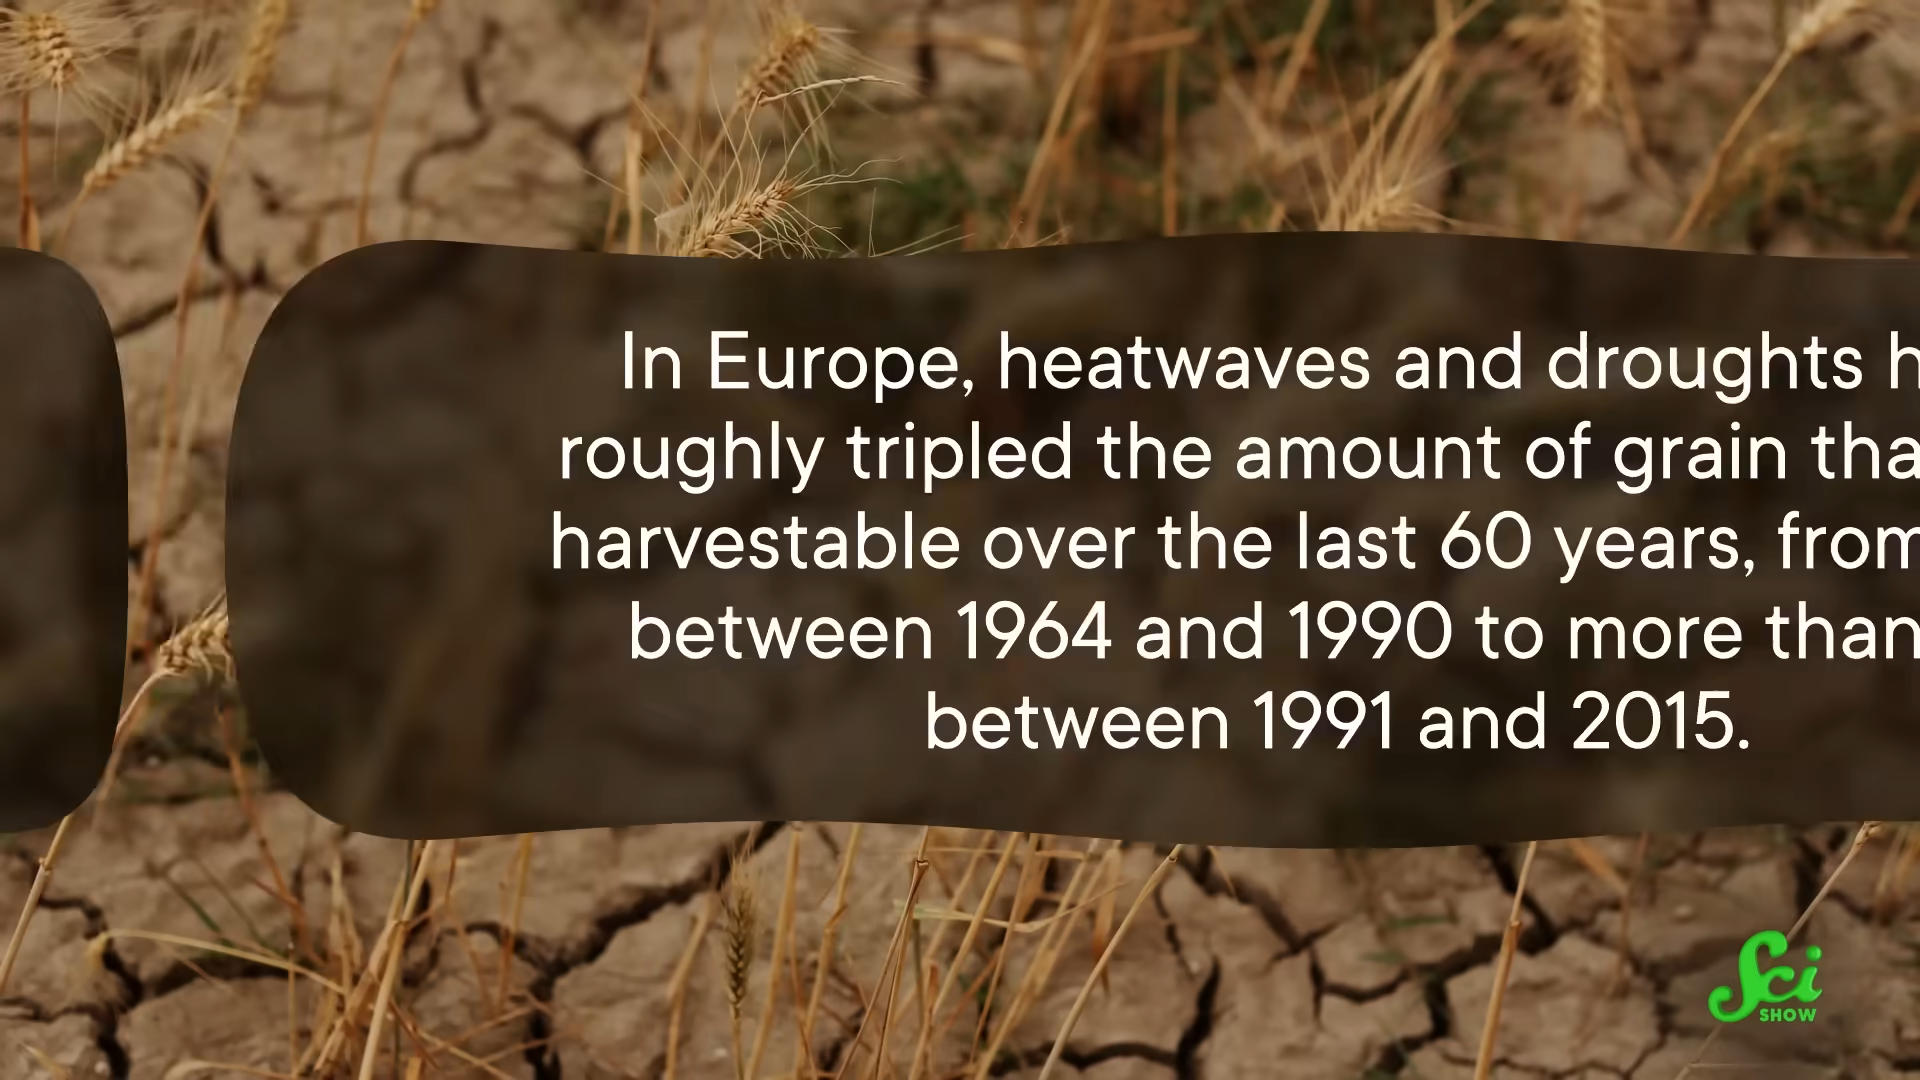 In Europe, heatwaves and droughts h
roughly tripled the amount of grain tha
harvestable over the last 60 years, from
between 1964 and 1990 to more than
between 1991 and 2015.
Sci
SHOW